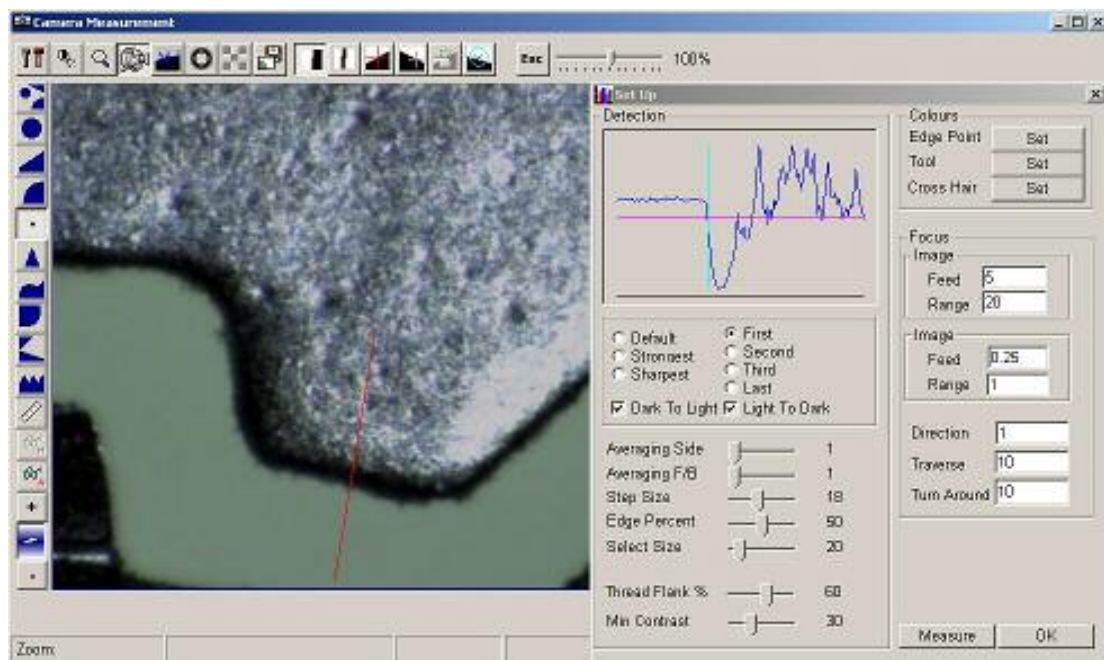 Camera Measurement
Esc
100%
Set Up
Detection
Default
Strongest
Sharpest
First
Second
Third
Last
Dark To Light
Light To Dark
Averaging Side 1
Averaging F/B 1
Step Size 18
Edge Percent 50
Select Size 20
Thread Flank % 60
Min Contrast 30
Colours
Edge Point Set
Tool Set
Cross Hair Set
Focus
Image
Feed 5
Range 20
Image
Feed 0.25
Range 1
Direction 1
Traverse 10
Turn Around 10
Measure OK
Zoom: